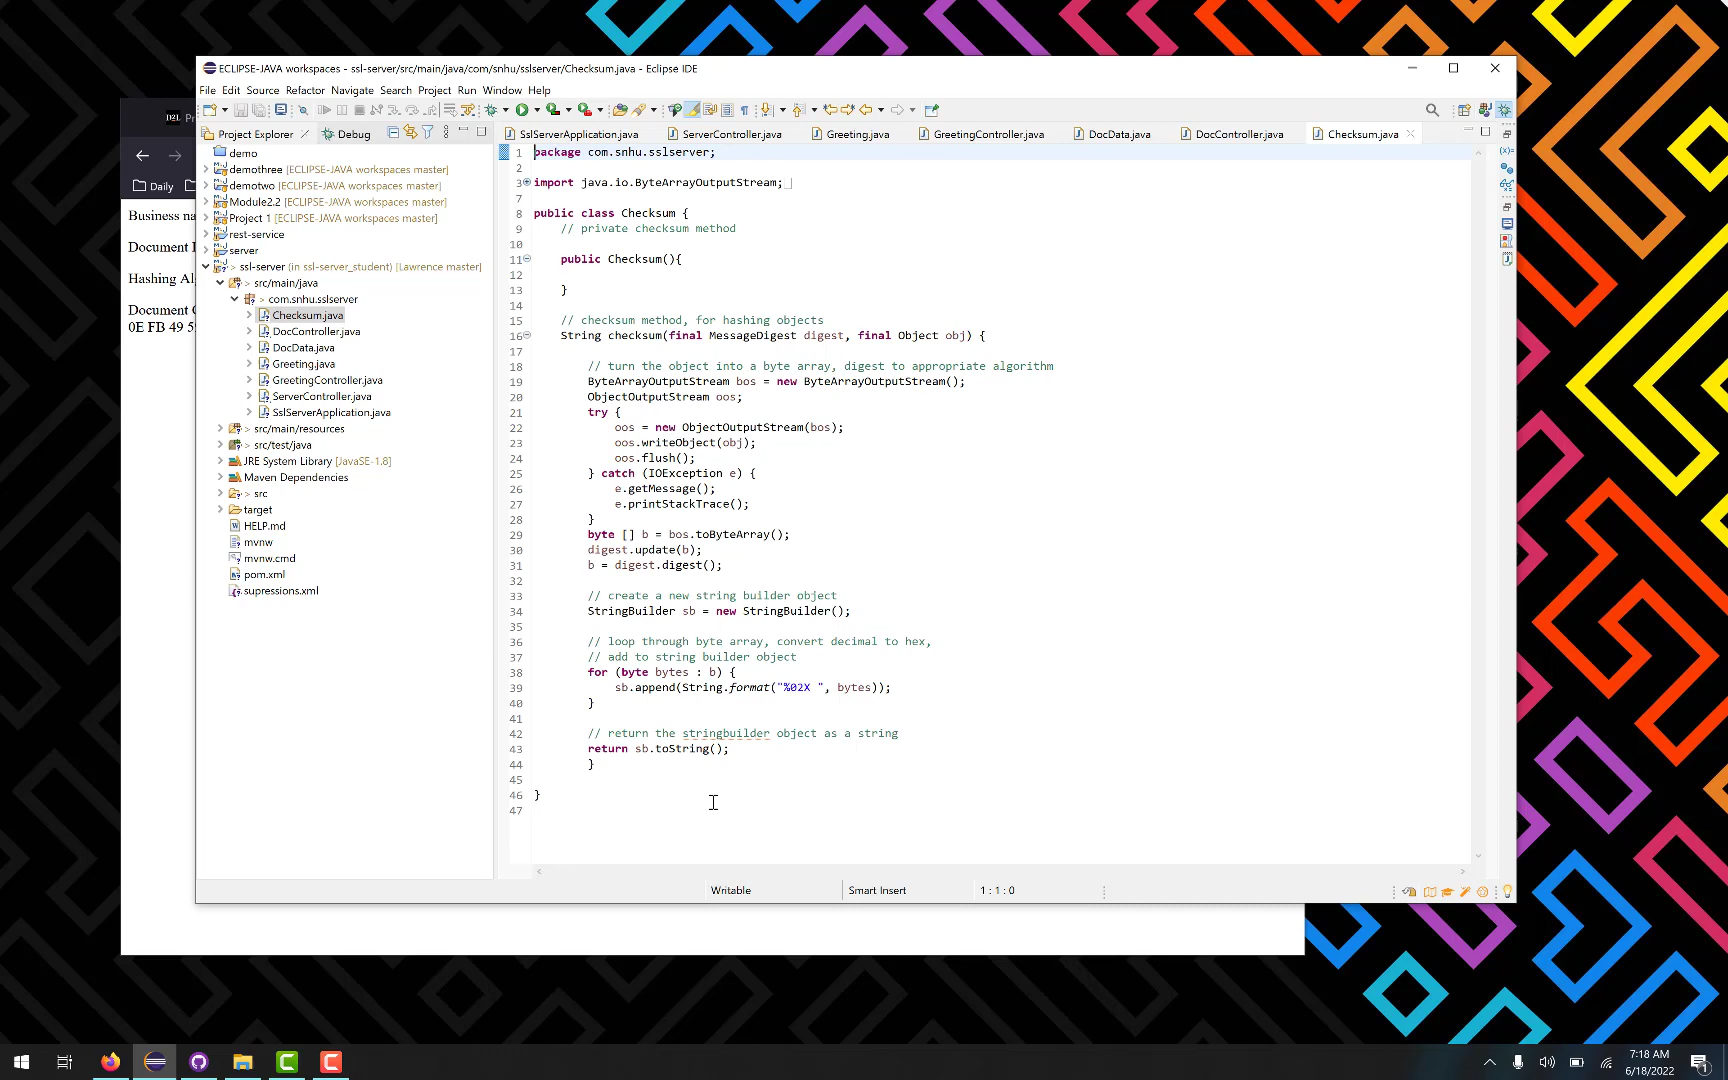 ECLIPSE-JAVA workspaces - ssl-server/src/main/java/com/snhu/sslserver/Checksum.java - Eclipse IDE
File Edit Source Refactor Navigate Search Project Run Window Help
D2L
Project Explorer Debug
SslServerApplication.java ServerController.java Greeting.java GreetingController.java DocData.java DocController.java Checksum.java
Daily
Business na
Document
Hashing Al
Document
0E FB 49 5
demo
demothree [ECLIPSE-JAVA workspaces master]
demotwo [ECLIPSE-JAVA workspaces master]
Module2.2 [ECLIPSE-JAVA workspaces master]
Project 1 [ECLIPSE-JAVA workspaces master]
rest-service
server
> ssl-server (in ssl-server_student) [Lawrence master]
> src/main/java
> com.snhu.sslserver
Checksum.java
DocController.java
DocData.java
Greeting.java
GreetingController.java
ServerController.java
SslServerApplication.java
> src/main/resources
> src/test/java
JRE System Library [JavaSE-1.8]
Maven Dependencies
> src
target
HELP.md
mvnw
mvnw.cmd
pom.xml
supressions.xml
1 package com.snhu.sslserver;
2
3 import java.io.ByteArrayOutputStream;
7
8 public class Checksum {
9 // private checksum method
10
11 public Checksum(){
12
13 }
14
15 // checksum method, for hashing objects
16 String checksum(final MessageDigest digest, final Object obj) {
17
18 // turn the object into a byte array, digest to appropriate algorithm
19 ByteArrayOutputStream bos = new ByteArrayOutputStream();
20 ObjectOutputStream oos;
21 try {
22 oos = new ObjectOutputStream(bos);
23 oos.writeObject(obj);
24 oos.flush();
25 } catch (IOException e) {
26 e.getMessage();
27 e.printStackTrace();
28 }
29 byte [] b = bos.toByteArray();
30 digest.update(b);
31 b = digest.digest();
32
33 // create a new string builder object
34 StringBuilder sb = new StringBuilder();
35
36 // loop through byte array, convert decimal to hex,
37 // add to string builder object
38 for (byte bytes : b) {
39 sb.append(String.format("%02X ", bytes));
40 }
41
42 // return the stringbuilder object as a string
43 return sb.toString();
44 }
45
46 }
47
Writable Smart Insert 1 : 1 : 0
7:18 AM
6/18/2022
1